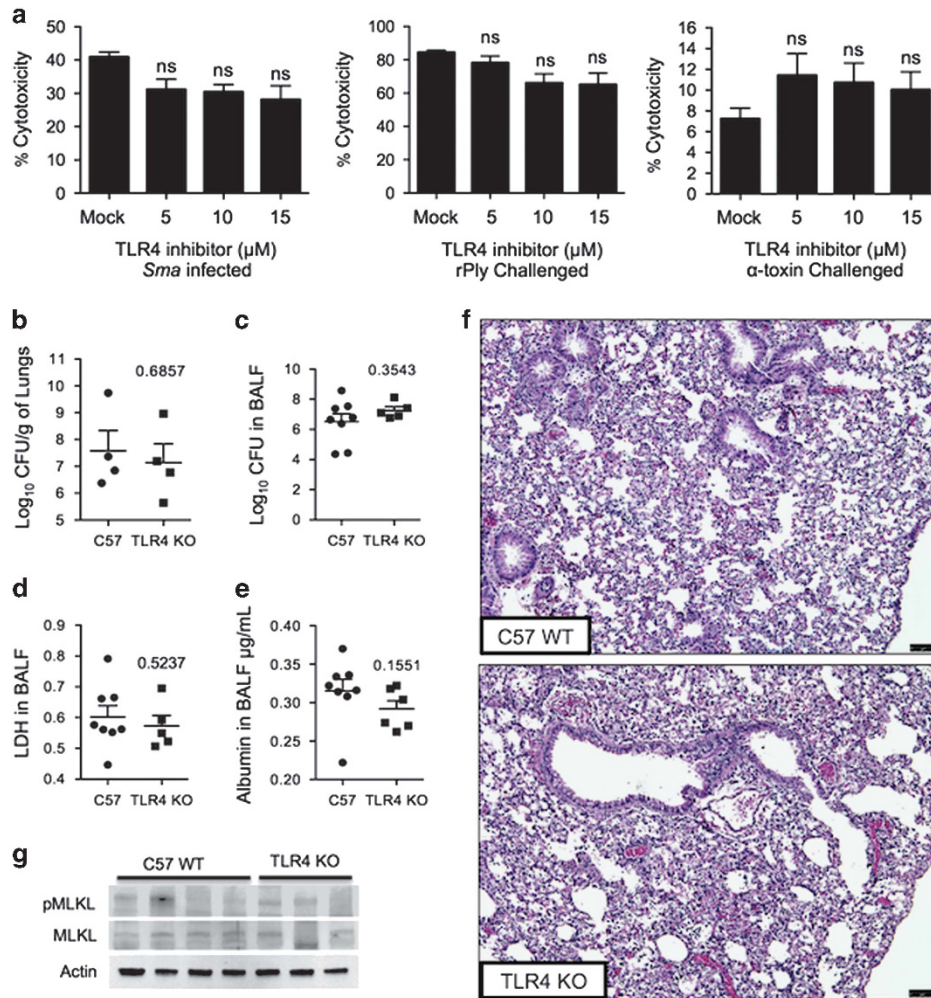 a
% Cytotoxicity
50
40
30
20
10
0
ns
ns
ns
Mock
5
10
15
TLR4 inhibitor (µM)
Sma infected
% Cytotoxicity
100
80
60
40
20
0
ns
ns
ns
Mock
5
10
15
TLR4 inhibitor (µM)
rPly Challenged
% Cytotoxicity
16
14
12
10
8
6
4
2
0
ns
ns
ns
Mock
5
10
15
TLR4 inhibitor (µM)
α-toxin Challenged
b
Log10 CFU/g of Lungs
11
10
9
8
7
6
5
0.6857
C57
TLR4 KO
c
Log10 CFU in BALF
10
8
5
3
0
0.3543
C57
TLR4 KO
d
LDH in BALF
0.9
0.8
0.7
0.6
0.5
0.4
0.5237
C57
TLR4 KO
e
Albumin in BALF µg/mL
0.40
0.35
0.30
0.25
0.20
0.1551
C57
TLR4 KO
f
C57 WT
TLR4 KO
g
C57 WT
TLR4 KO
pMLKL
MLKL
Actin